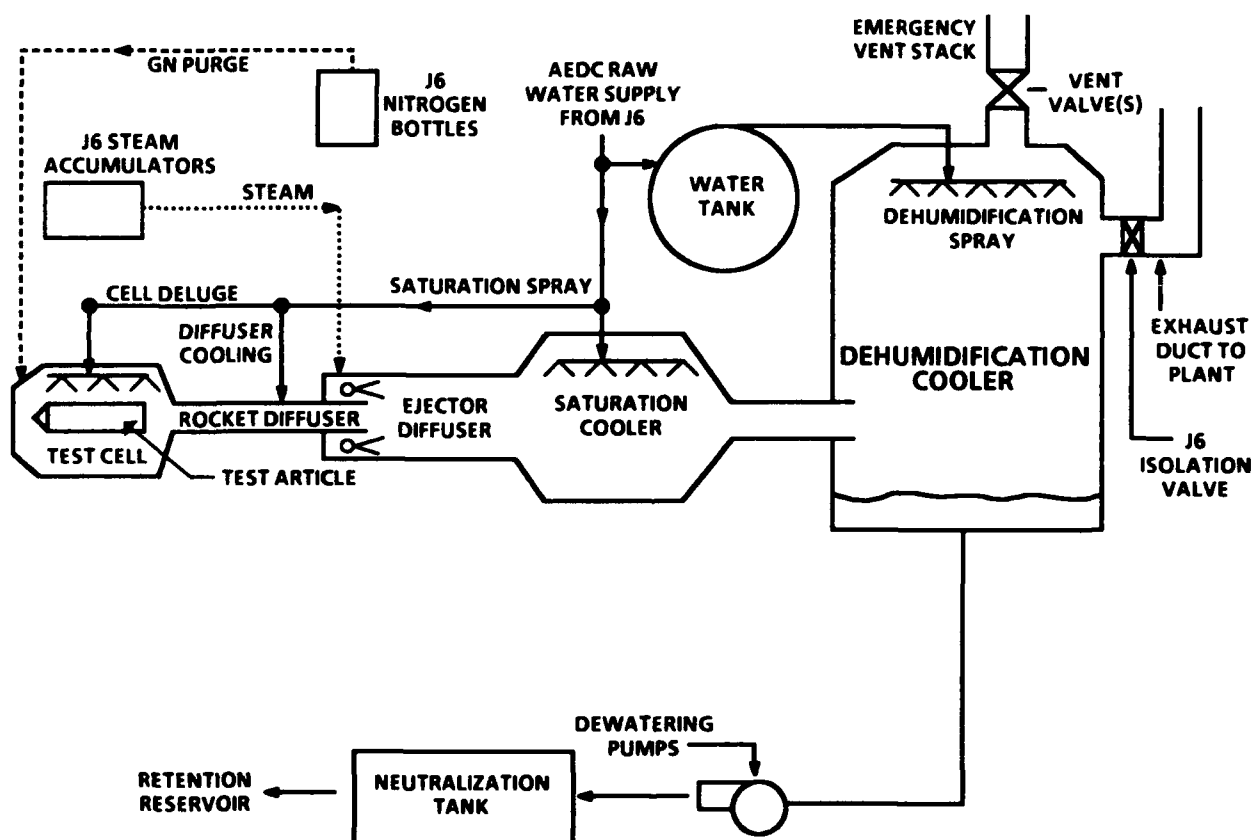 EMERGENCY
VENT STACK
GN PURGE
J6
NITROGEN
BOTTLES
AEDC RAW
WATER SUPPLY
FROM J6
VENT
VALVE(S)
J6 STEAM
ACCUMULATORS
STEAM
WATER
TANK
DEHUMIDIFICATION
SPRAY
CELL DELUGE
SATURATION SPRAY
DIFFUSER
COOLING
EXHAUST
DUCT TO
PLANT
DEHUMIDIFICATION
COOLER
ROCKET DIFFUSER
EJECTOR
DIFFUSER
SATURATION
COOLER
TEST CELL
TEST ARTICLE
J6
ISOLATION
VALVE
DEWATERING
PUMPS
RETENTION
RESERVOIR
NEUTRALIZATION
TANK